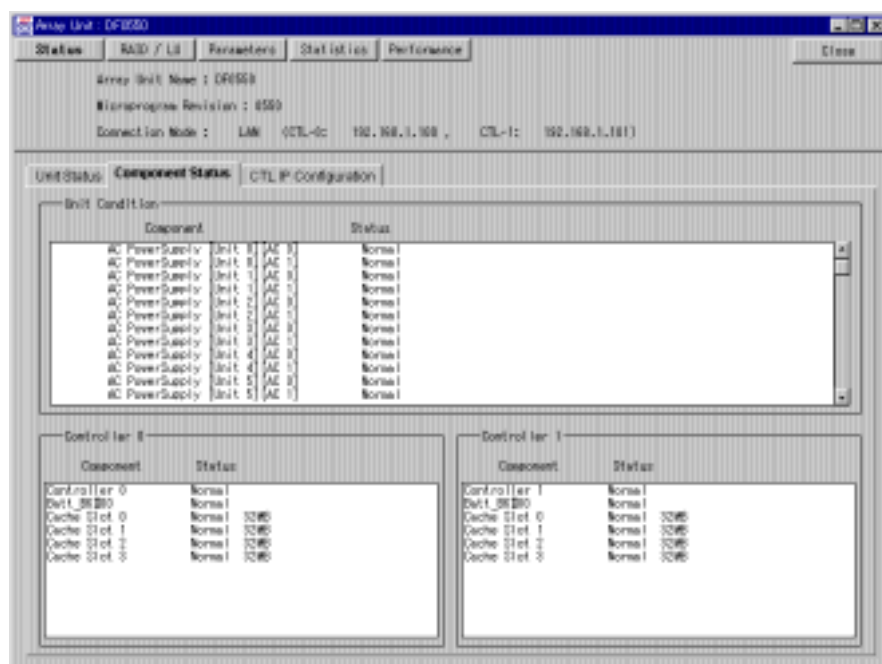 Array Unit : DF0550
Status RAID / LU Parameters Statistics Performance Close
Array Unit Name : DF0550
Microprogram Revision : 0550
Connection Mode : LAN (CTL-0: 192.168.1.100 , CTL-1: 192.168.1.101)
Unit Status Component Status CTL IP Configuration
Unit Condition
Component Status
AC PowerSupply [Unit 0][AC 0] Normal
AC PowerSupply [Unit 0][AC 1] Normal
AC PowerSupply [Unit 1][AC 0] Normal
AC PowerSupply [Unit 1][AC 1] Normal
AC PowerSupply [Unit 2][AC 0] Normal
AC PowerSupply [Unit 2][AC 1] Normal
AC PowerSupply [Unit 3][AC 0] Normal
AC PowerSupply [Unit 3][AC 1] Normal
AC PowerSupply [Unit 4][AC 0] Normal
AC PowerSupply [Unit 4][AC 1] Normal
AC PowerSupply [Unit 5][AC 0] Normal
AC PowerSupply [Unit 5][AC 1] Normal
Controller 0
Component Status
Controller 0 Normal
Normal
Cache Slot 0 Normal 32MB
Cache Slot 1 Normal 32MB
Cache Slot 2 Normal 32MB
Cache Slot 3 Normal 32MB
Controller 1
Component Status
Controller 1 Normal
Normal
Cache Slot 0 Normal 32MB
Cache Slot 1 Normal 32MB
Cache Slot 2 Normal 32MB
Cache Slot 3 Normal 32MB